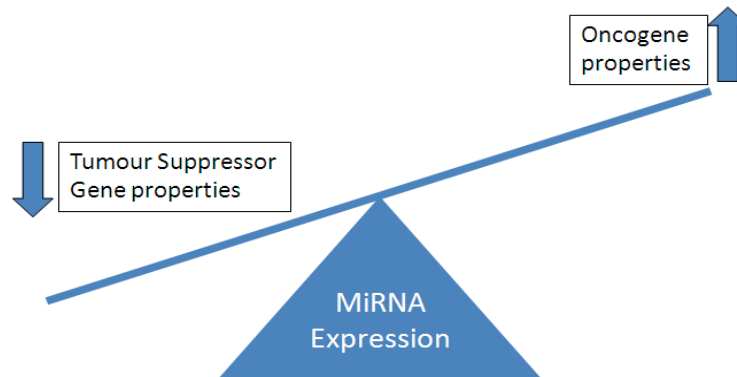 Oncogene
properties
Tumour Suppressor
Gene properties
MiRNA
Expression